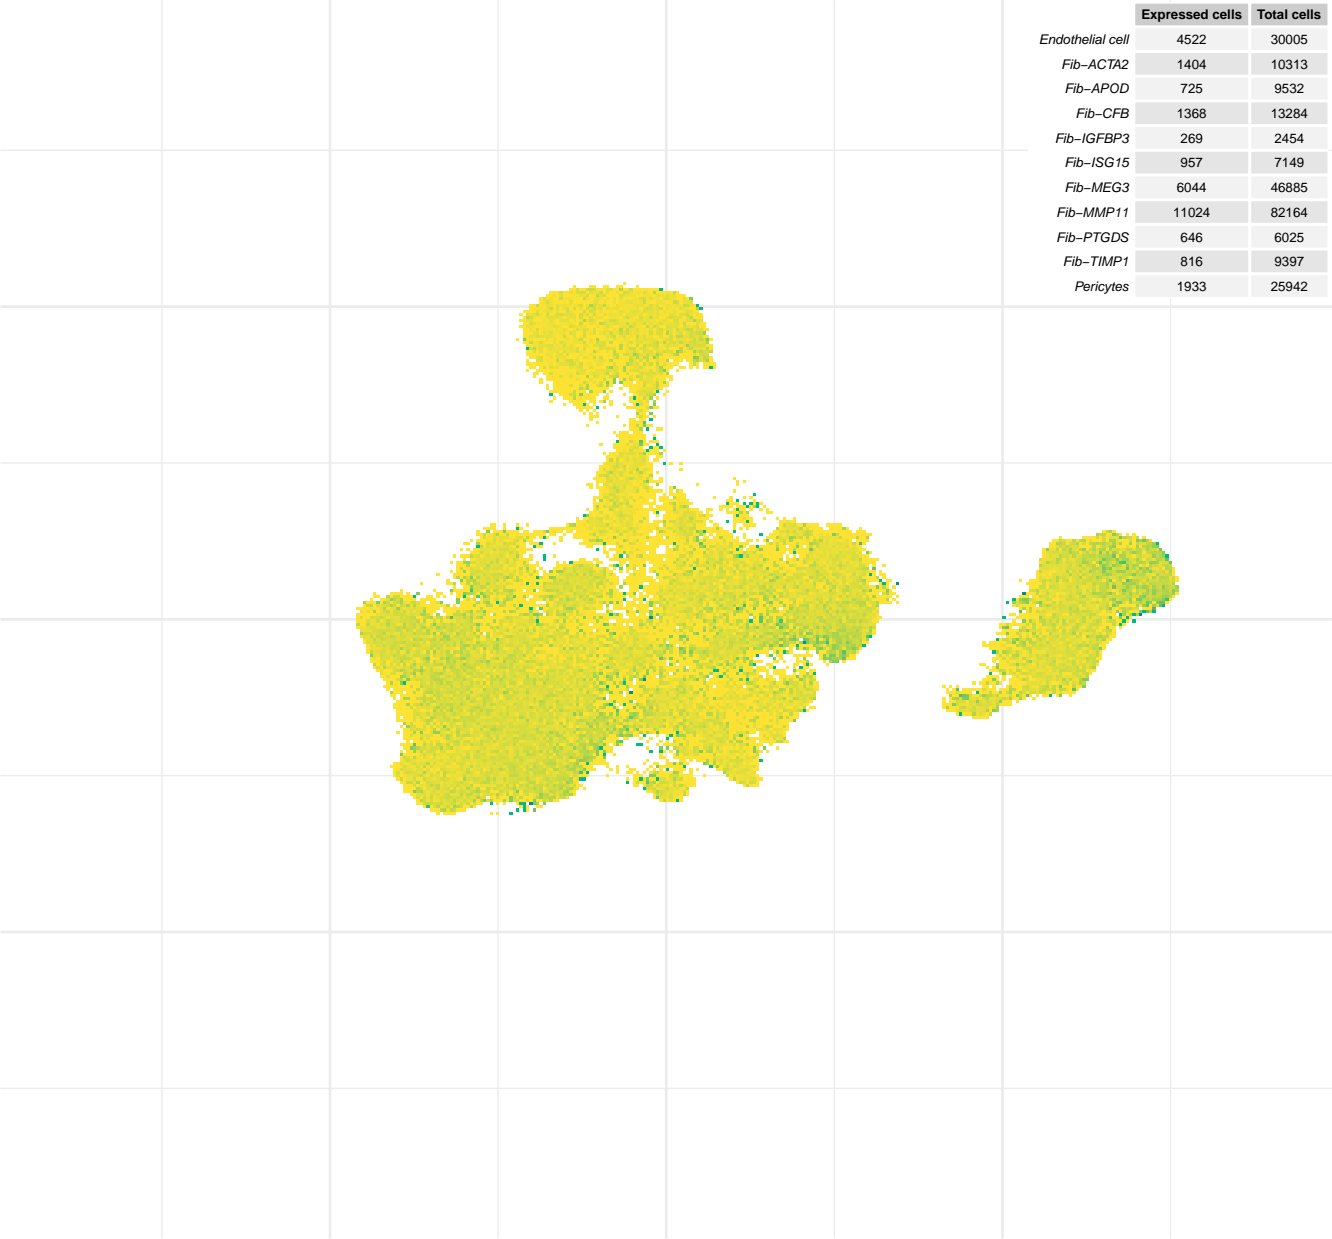 Expressed cells Total cells
Endothelial cell 4522 30005
Fib−ACTA2 1404 10313
Fib−APOD 725 9532
Fib−CFB 1368 13284
Fib−IGFBP3 269 2454
Fib−ISG15 957 7149
Fib−MEG3 6044 46885
Fib−MMP11 11024 82164
Fib−PTGDS 646 6025
Fib−TIMP1 816 9397
Pericytes 1933 25942